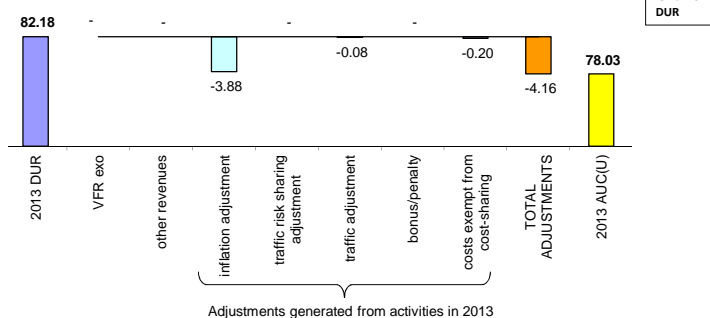 DUR
82.18
-
-
-
-
-0.08
-0.20
-3.88
-4.16
78.03
2013 DUR
VFR exo
other revenues
inflation adjustment
traffic risk sharing
adjustment
traffic adjustment
bonus/penalty
costs exempt from
cost-sharing
TOTAL
ADJUSTMENTS
2013 AUC(U)
Adjustments generated from activities in 2013